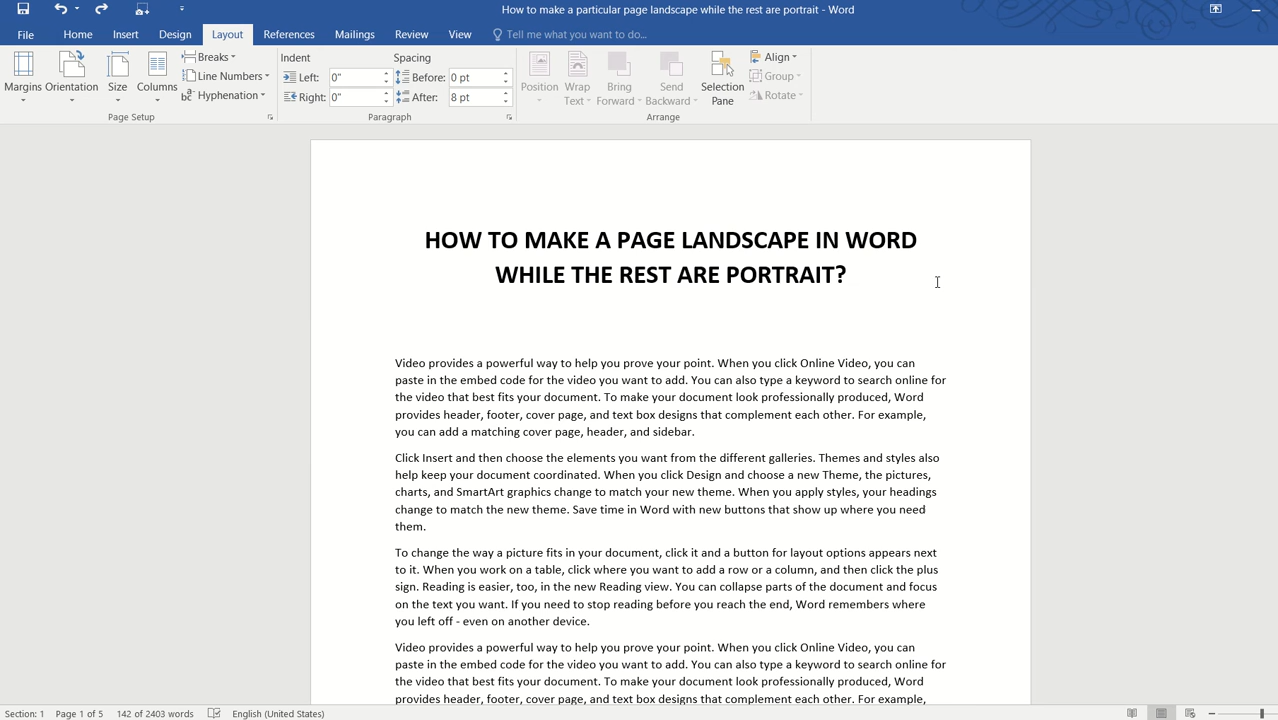 How to make a particular page landscape while the rest are portrait - Word
File Home Insert Design Layout References Mailings Review View Tell me what you want to do...
Margins Orientation Size Columns
Breaks
Line Numbers
Hyphenation
Page Setup
Indent Spacing
Left: 0" Before: 0 pt
Right: 0" After: 8 pt
Paragraph
Position
Wrap
Text
Bring
Forward
Send
Backward
Selection
Pane
Align
Group
Rotate
Arrange
HOW TO MAKE A PAGE LANDSCAPE IN WORD
WHILE THE REST ARE PORTRAIT?
Video provides a powerful way to help you prove your point. When you click Online Video, you can
paste in the embed code for the video you want to add. You can also type a keyword to search online for
the video that best fits your document. To make your document look professionally produced, Word
provides header, footer, cover page, and text box designs that complement each other. For example,
you can add a matching cover page, header, and sidebar.
Click Insert and then choose the elements you want from the different galleries. Themes and styles also
help keep your document coordinated. When you click Design and choose a new Theme, the pictures,
charts, and SmartArt graphics change to match your new theme. When you apply styles, your headings
change to match the new theme. Save time in Word with new buttons that show up where you need
them.
To change the way a picture fits in your document, click it and a button for layout options appears next
to it. When you work on a table, click where you want to add a row or a column, and then click the plus
sign. Reading is easier, too, in the new Reading view. You can collapse parts of the document and focus
on the text you want. If you need to stop reading before you reach the end, Word remembers where
you left off - even on another device.
Video provides a powerful way to help you prove your point. When you click Online Video, you can
paste in the embed code for the video you want to add. You can also type a keyword to search online for
the video that best fits your document. To make your document look professionally produced, Word
provides header, footer, cover page, and text box designs that complement each other. For example,
Section: 1 Page 1 of 5 142 of 2403 words English (United States)